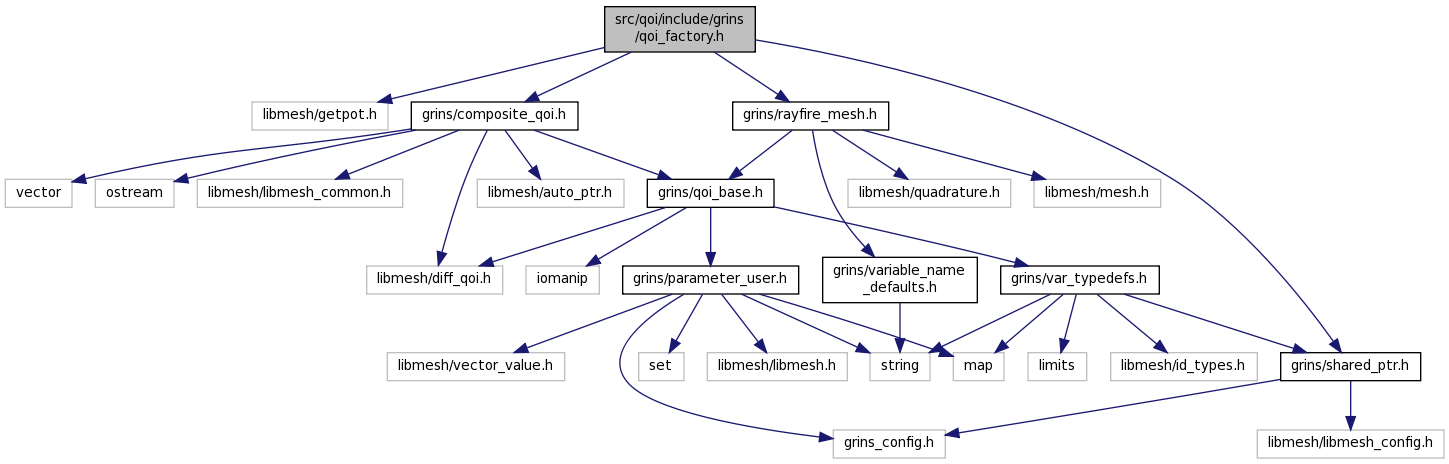 src/qoi/include/grins
/qoi_factory.h
libmesh/getpot.h
grins/composite_qoi.h
grins/rayfire_mesh.h
vector
ostream
libmesh/libmesh_common.h
libmesh/auto_ptr.h
grins/qoi_base.h
libmesh/quadrature.h
libmesh/mesh.h
libmesh/diff_qoi.h
iomanip
grins/parameter_user.h
grins/variable_name
_defaults.h
grins/var_typedefs.h
libmesh/vector_value.h
set
libmesh/libmesh.h
string
map
limits
libmesh/id_types.h
grins/shared_ptr.h
grins_config.h
libmesh/libmesh_config.h